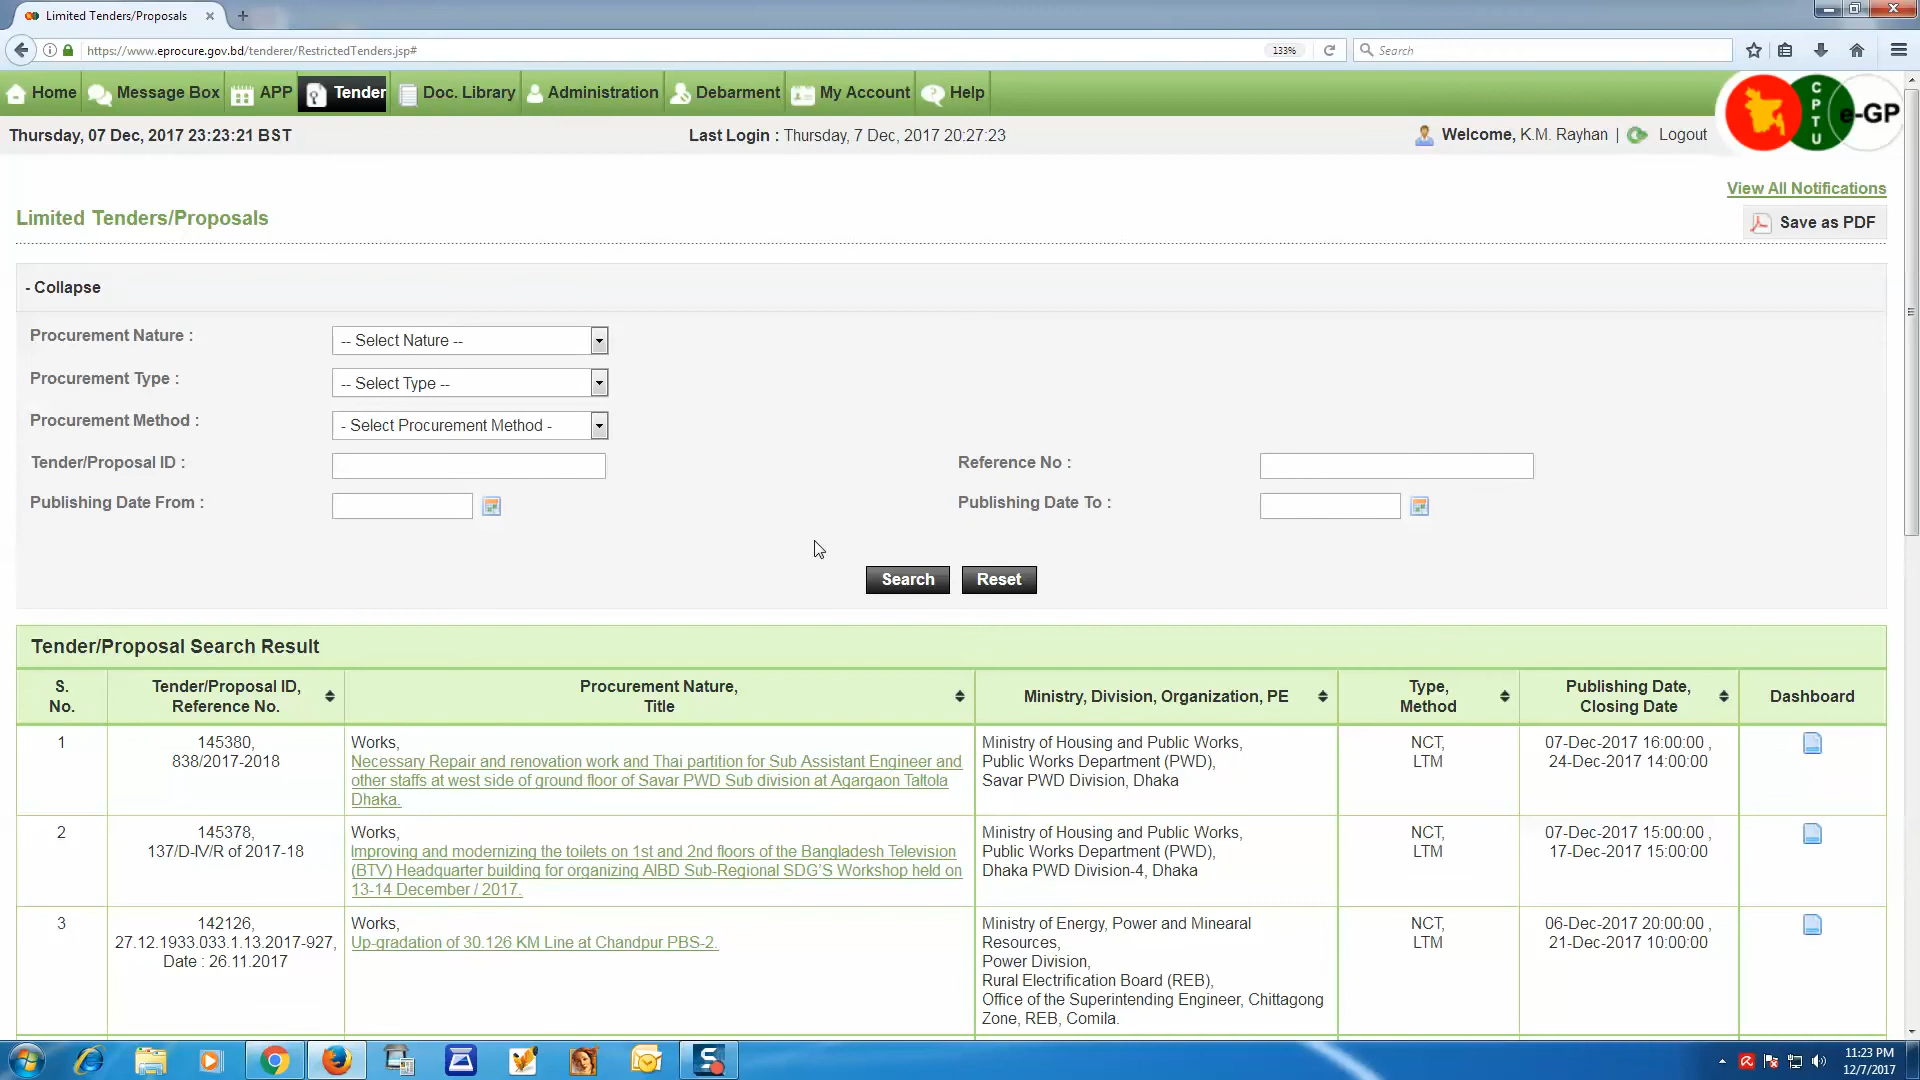 Limited Tenders/Proposals
https://www.eprocure.gov.bd/tenderer/RestrictedTenders.jsp#
133%
Search
Home
Message Box
APP
Tender
Doc. Library
Administration
Debarment
My Account
Help
CPTU
e-GP
Thursday, 07 Dec, 2017 23:23:21 BST
Last Login : Thursday, 7 Dec, 2017 20:27:23
Welcome, K.M. Rayhan | Logout
View All Notifications
Limited Tenders/Proposals
Save as PDF
- Collapse
Procurement Nature :
-- Select Nature --
Procurement Type :
-- Select Type --
Procurement Method :
- Select Procurement Method -
Tender/Proposal ID :
Reference No :
Publishing Date From :
Publishing Date To :
Search
Reset
Tender/Proposal Search Result
S.
No.
Tender/Proposal ID,
Reference No.
Procurement Nature,
Title
Ministry, Division, Organization, PE
Type,
Method
Publishing Date,
Closing Date
Dashboard
1
145380,
838/2017-2018
Works,
Necessary Repair and renovation work and Thai partition for Sub Assistant Engineer and
other staffs at west side of ground floor of Savar PWD Sub division at Agargaon Taltola
Dhaka.
Ministry of Housing and Public Works,
Public Works Department (PWD),
Savar PWD Division, Dhaka
NCT,
LTM
07-Dec-2017 16:00:00 ,
24-Dec-2017 14:00:00
2
145378,
137/D-IV/R of 2017-18
Works,
Improving and modernizing the toilets on 1st and 2nd floors of the Bangladesh Television
(BTV) Headquarter building for organizing AIBD Sub-Regional SDG'S Workshop held on
13-14 December / 2017.
Ministry of Housing and Public Works,
Public Works Department (PWD),
Dhaka PWD Division-4, Dhaka
NCT,
LTM
07-Dec-2017 15:00:00 ,
17-Dec-2017 15:00:00
3
142126,
27.12.1933.033.1.13.2017-927,
Date : 26.11.2017
Works,
Up-gradation of 30.126 KM Line at Chandpur PBS-2.
Ministry of Energy, Power and Minearal
Resources,
Power Division,
Rural Electrification Board (REB),
Office of the Superintending Engineer, Chittagong
Zone, REB, Comila.
NCT,
LTM
06-Dec-2017 20:00:00 ,
21-Dec-2017 10:00:00
11:23 PM
12/7/2017